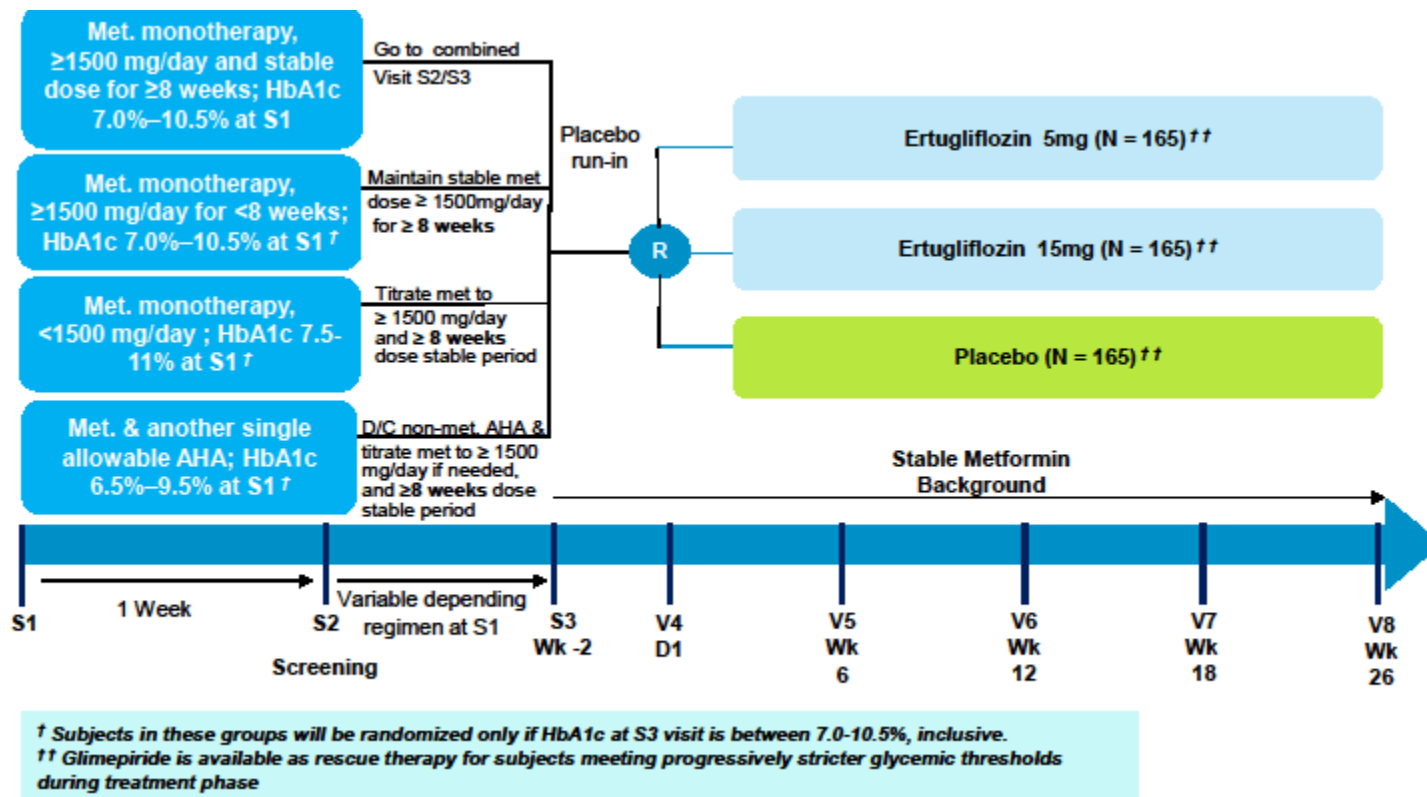 Met. monotherapy,
≥1500 mg/day and stable
dose for ≥8 weeks; HbA1c
7.0%–10.5% at S1
Go to combined
Visit S2/S3
Met. monotherapy,
≥1500 mg/day for <8 weeks;
HbA1c 7.0%–10.5% at S1†
Maintain stable met
dose ≥ 1500mg/day
for ≥ 8 weeks
Met. monotherapy,
<1500 mg/day ; HbA1c 7.5-
11% at S1†
Titrate met to
≥ 1500 mg/day
and ≥ 8 weeks
dose stable period
Met. & another single
allowable AHA; HbA1c
6.5%–9.5% at S1†
D/C non-met. AHA &
titrate met to ≥ 1500
mg/day if needed,
and ≥8 weeks dose
stable period
Placebo
run-in
R
Ertugliflozin 5mg (N = 165)††
Ertugliflozin 15mg (N = 165)††
Placebo (N = 165)††
Stable Metformin
Background
1 Week
Variable depending
regimen at S1
S1
S2
S3
Wk -2
V4
D1
V5
Wk
6
V6
Wk
12
V7
Wk
18
V8
Wk
26
Screening
† Subjects in these groups will be randomized only if HbA1c at S3 visit is between 7.0-10.5%, inclusive.
†† Glimepiride is available as rescue therapy for subjects meeting progressively stricter glycemic thresholds
during treatment phase